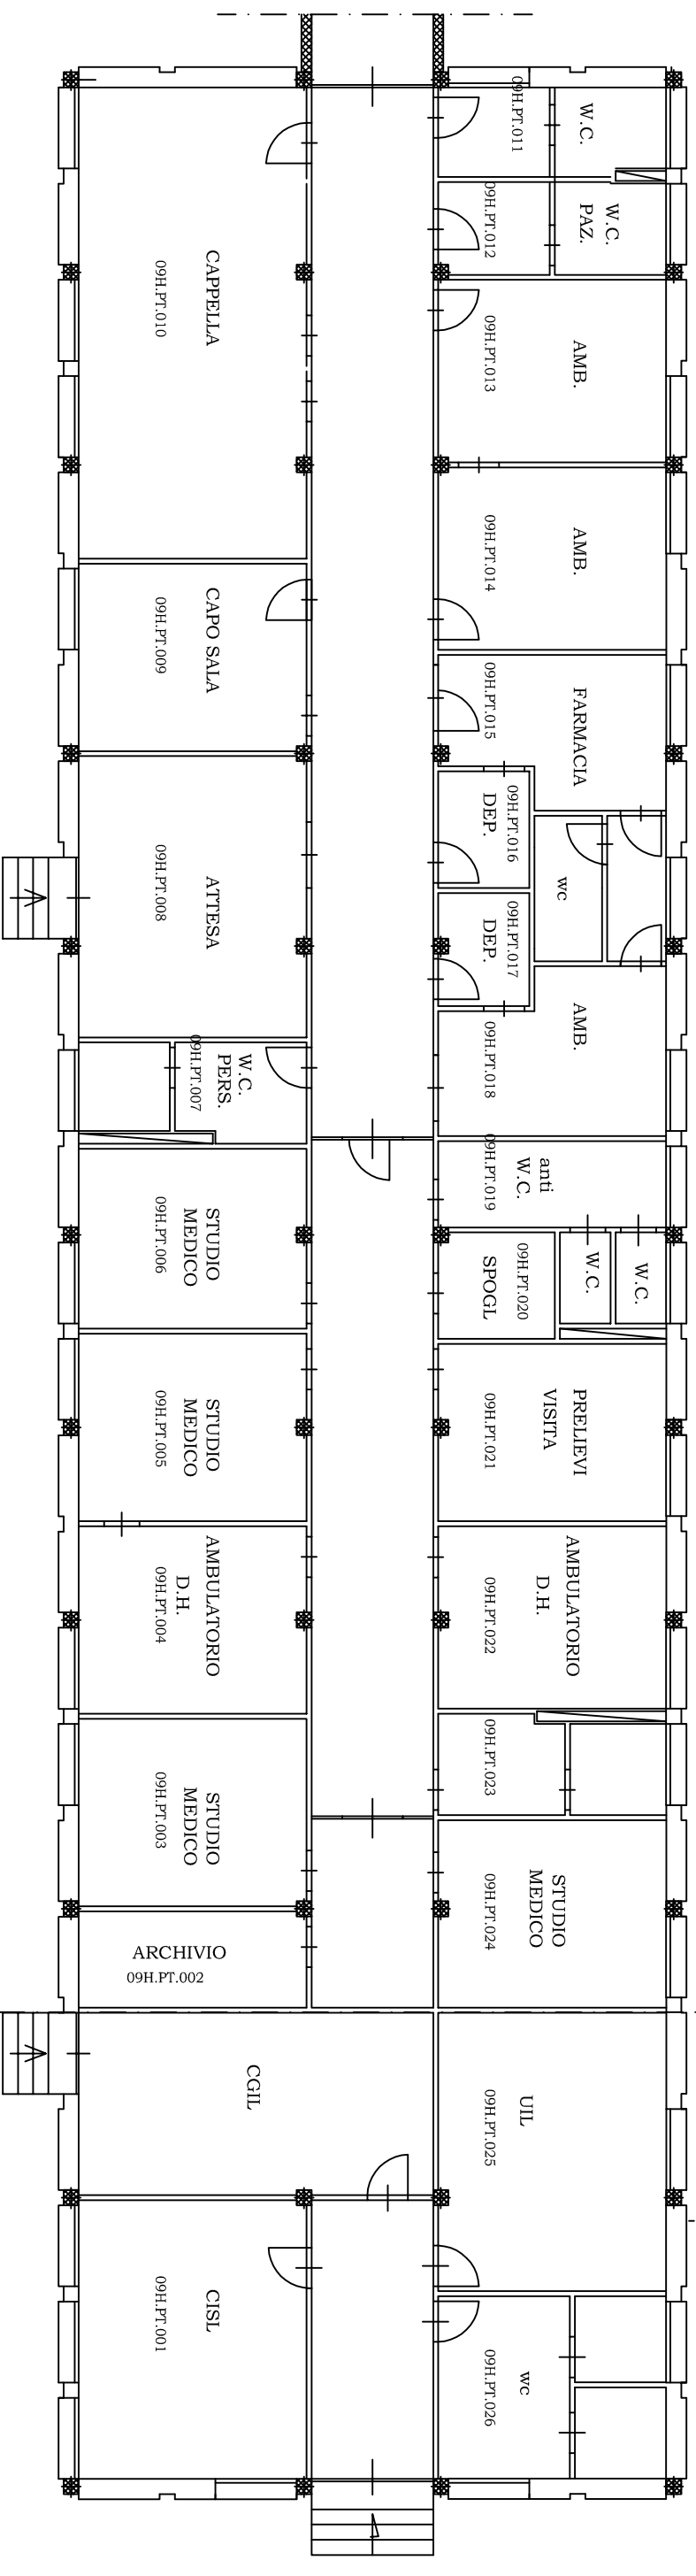 09H.PT.011
W.C.
09H.PT.012
W.C.
PAZ.
CAPPELLA
09H.PT.010
AMB.
09H.PT.013
AMB.
09H.PT.014
CAPO SALA
09H.PT.009
FARMACIA
09H.PT.015
09H.PT.016
DEP.
wc
ATTESA
09H.PT.008
09H.PT.017
DEP.
AMB.
09H.PT.018
W.C.
PERS.
09H.PT.007
anti
W.C.
09H.PT.019
STUDIO
MEDICO
09H.PT.006
09H.PT.020
SPOGL
W.C.
W.C.
STUDIO
MEDICO
09H.PT.005
PRELIEVI
VISITA
09H.PT.021
AMBULATORIO
D.H.
09H.PT.004
AMBULATORIO
D.H.
09H.PT.022
STUDIO
MEDICO
09H.PT.003
09H.PT.023
STUDIO
MEDICO
09H.PT.024
ARCHIVIO
09H.PT.002
CGIL
UIL
09H.PT.025
CISL
09H.PT.001
wc
09H.PT.026